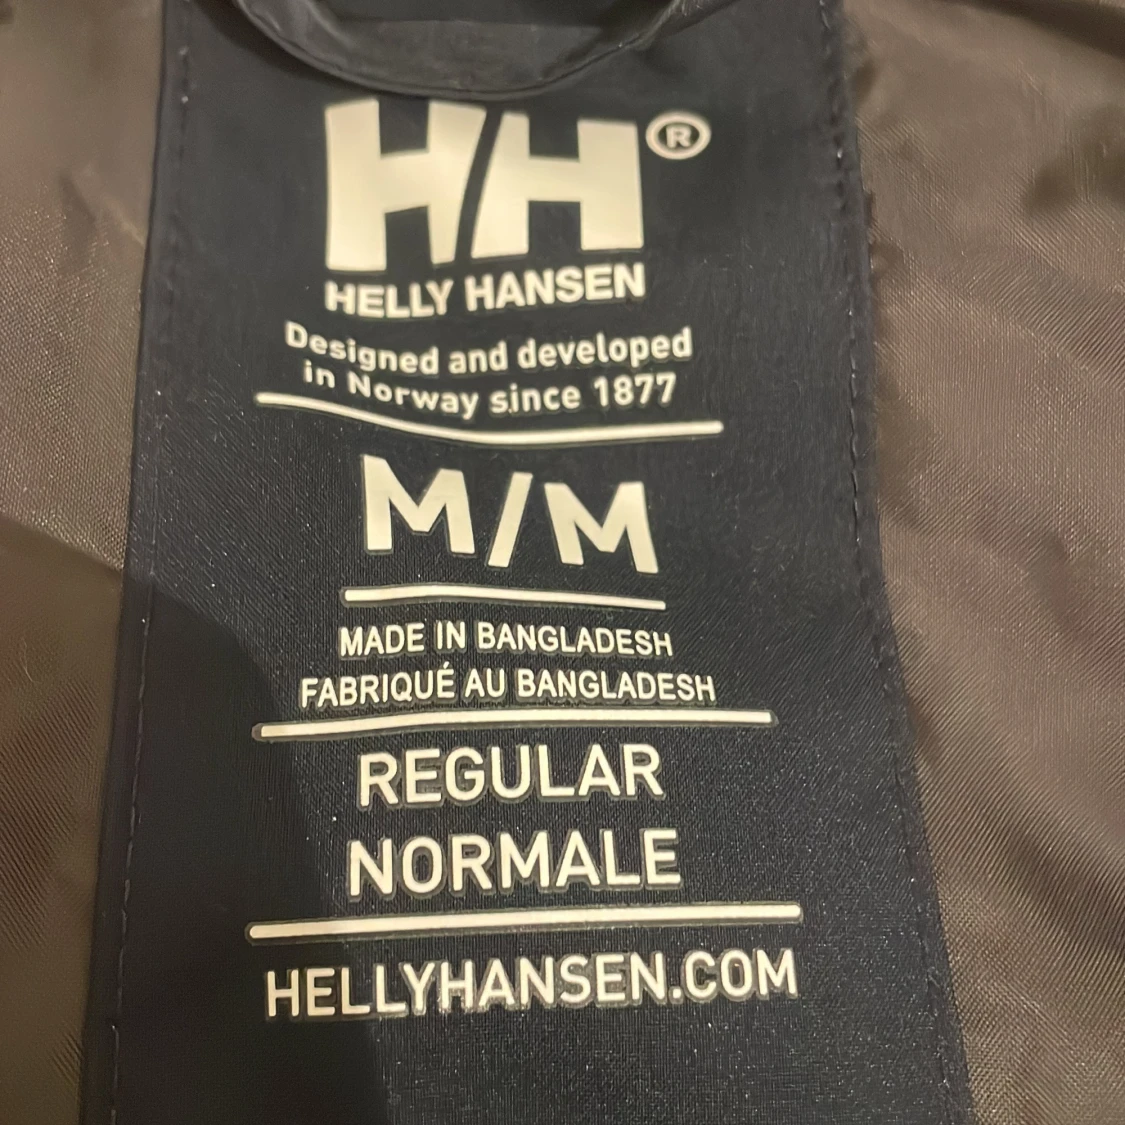 HH®
HELLY HANSEN
Designed and developed
in Norway since 1877
M/M
MADE IN BANGLADESH
FABRIQUÉ AU BANGLADESH
REGULAR
NORMALE
HELLYHANSEN.COM